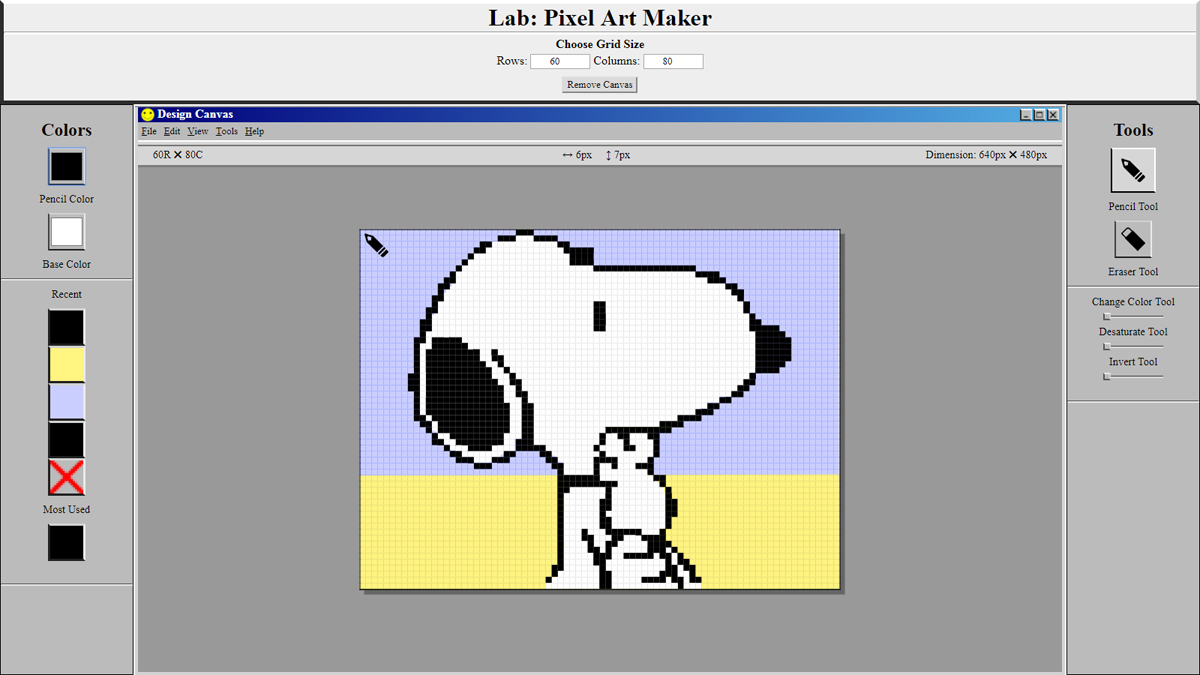 Lab: Pixel Art Maker
Choose Grid Size
Rows: 60 Columns: 80
Remove Canvas
Colors
Pencil Color
Base Color
Recent
Most Used
Design Canvas
File Edit View Tools Help
60R ✕ 80C ↔ 6px ↕ 7px Dimension: 640px ✕ 480px
Tools
Pencil Tool
Eraser Tool
Change Color Tool
Desaturate Tool
Invert Tool